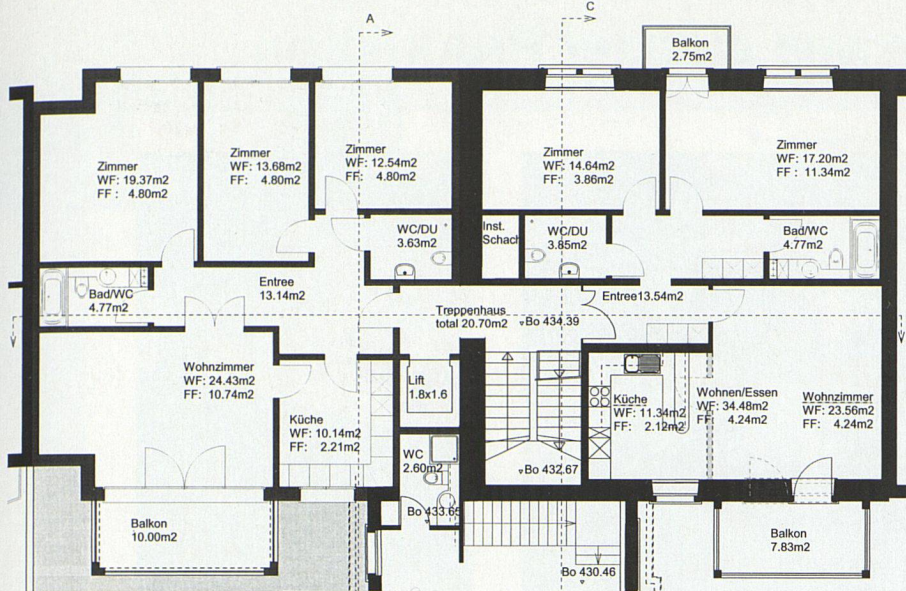 A
C
Balkon
2.75m2
Zimmer
WF: 19.37m2
FF : 4.80m2
Zimmer
WF: 13.68m2
FF: 4.80m2
Zimmer
WF: 12.54m2
FF: 4.80m2
Zimmer
WF: 14.64m2
FF: 3.86m2
Zimmer
WF: 17.20m2
FF : 11.34m2
WC/DU
3.63m2
Inst.
Schach
WC/DU
3.85m2
Bad/WC
4.77m2
Bad/WC
4.77m2
Entree
13.14m2
Treppenhaus
total 20.70m2
Bo 434.39
Entree13.54m2
Wohnzimmer
WF: 24.43m2
FF: 10.74m2
Lift
1.8x1.6
Küche
WF: 10.14m2
FF: 2.21m2
Küche
WF: 11.34m2
FF: 2.12m2
Wohnen/Essen
WF: 34.48m2
FF: 4.24m2
Wohnzimmer
WF: 23.56m2
FF: 4.24m2
WC
2.60m2
Bo 432.67
Bo 433.65
Balkon
10.00m2
Balkon
7.83m2
Bo 430.46